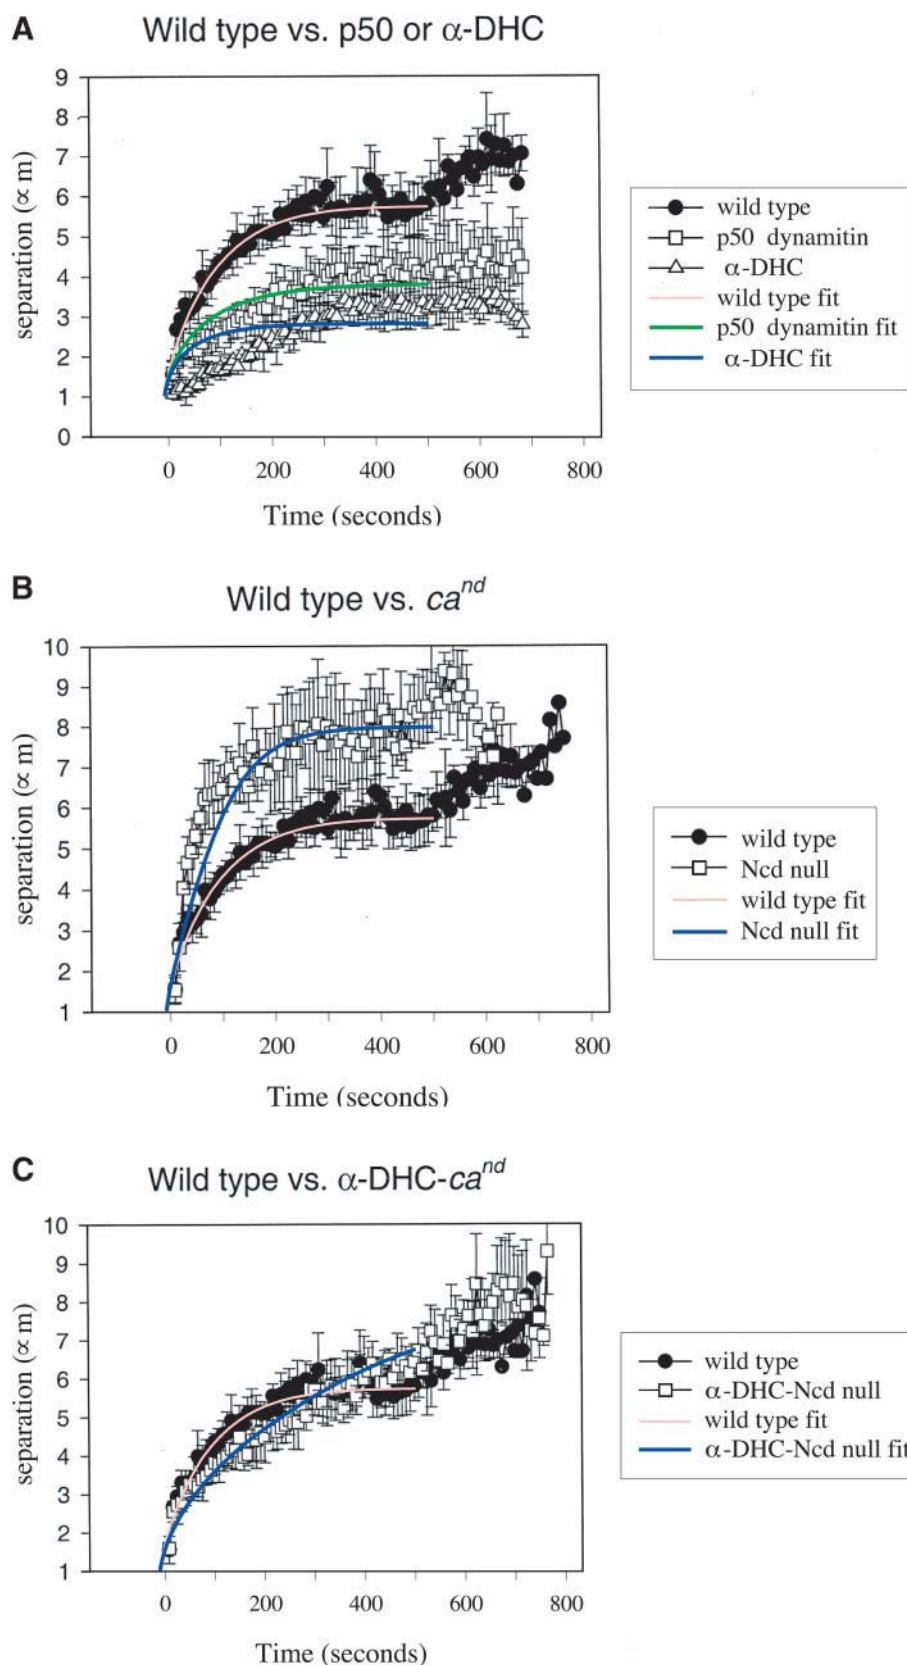 A Wild type vs. p50 or α-DHC
9
8
7
6
5
4
3
2
1
0
separation (∝ m)
0 200 400 600 800
Time (seconds)
wild type
p50 dynamitin
α-DHC
wild type fit
p50 dynamitin fit
α-DHC fit
B Wild type vs. ca^nd
10
9
8
7
6
5
4
3
2
1
separation (∝ m)
0 200 400 600 800
Time (seconds)
wild type
Ncd null
wild type fit
Ncd null fit
C Wild type vs. α-DHC-ca^nd
10
9
8
7
6
5
4
3
2
1
separation (∝ m)
0 200 400 600 800
Time (seconds)
wild type
α-DHC-Ncd null
wild type fit
α-DHC-Ncd null fit